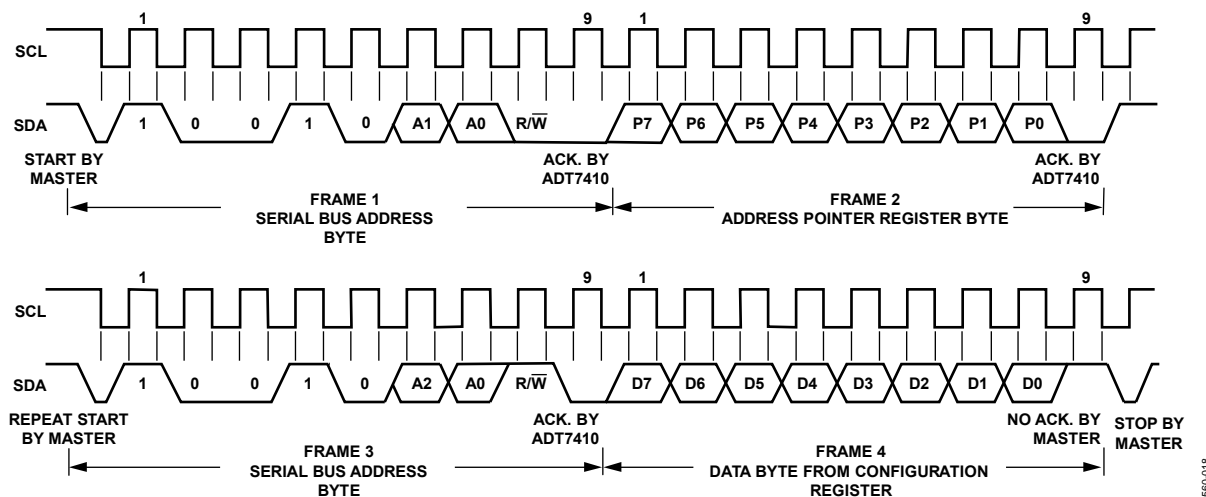 1 9 1 9
SCL
SDA 1 0 0 1 0 A1 A0 R/W P7 P6 P5 P4 P3 P2 P1 P0
START BY
MASTER
ACK. BY
ADT7410
ACK. BY
ADT7410
FRAME 1
SERIAL BUS ADDRESS
BYTE
FRAME 2
ADDRESS POINTER REGISTER BYTE
1 9 1 9
SCL
SDA 1 0 0 1 0 A2 A0 R/W D7 D6 D5 D4 D3 D2 D1 D0
REPEAT START
BY MASTER
ACK. BY
ADT7410
NO ACK. BY
MASTER
STOP BY
MASTER
FRAME 3
SERIAL BUS ADDRESS
BYTE
FRAME 4
DATA BYTE FROM CONFIGURATION
REGISTER